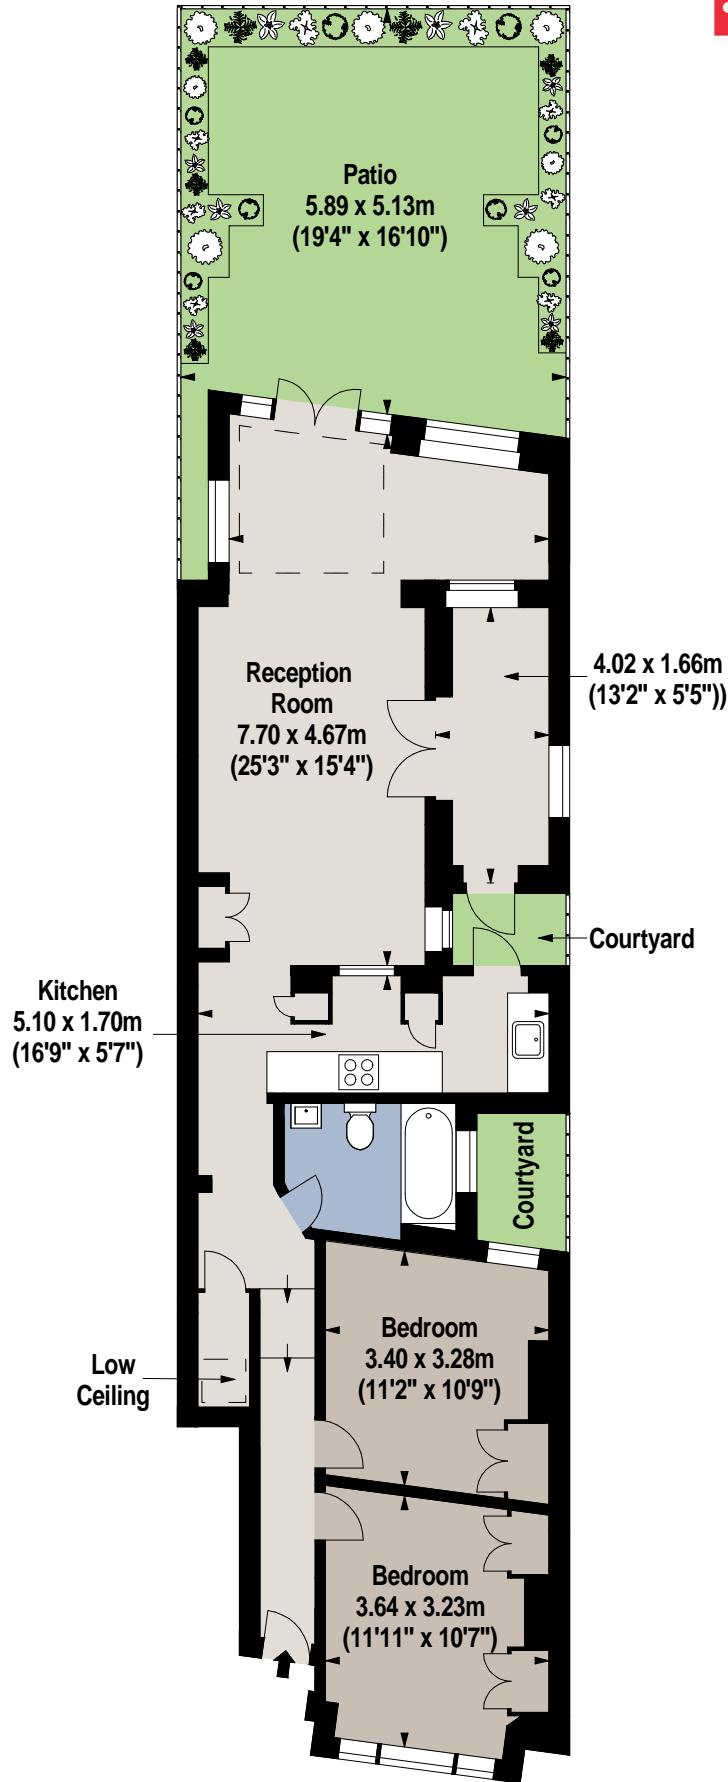 Patio
5.89 x 5.13m
(19'4" x 16'10")
Reception
Room
7.70 x 4.67m
(25'3" x 15'4")
4.02 x 1.66m
(13'2" x 5'5"))
Courtyard
Kitchen
5.10 x 1.70m
(16'9" x 5'7")
Courtyard
Bedroom
3.40 x 3.28m
(11'2" x 10'9")
Low
Ceiling
Bedroom
3.64 x 3.23m
(11'11" x 10'7")